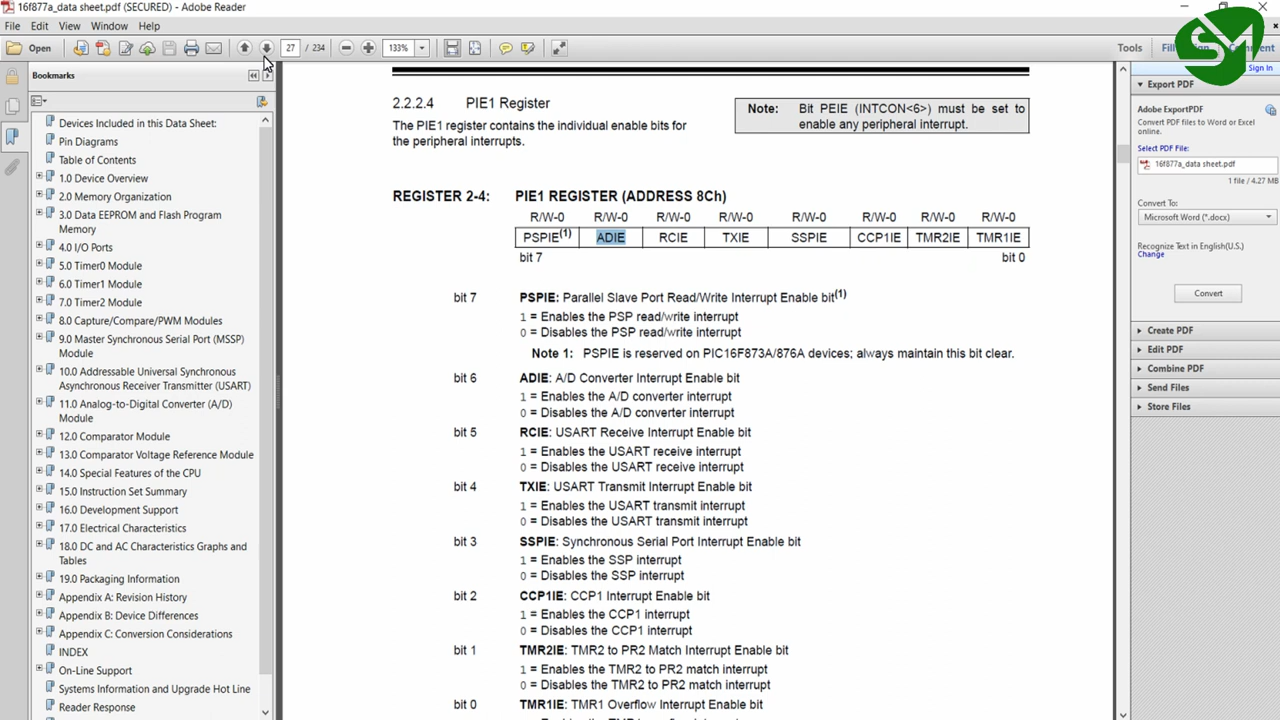 16f877a_data sheet.pdf (SECURED) - Adobe Reader
File Edit View Window Help
Open 27 / 234 133% Tools Comment
Sign In
Bookmarks
Devices Included in this Data Sheet:
Pin Diagrams
Table of Contents
1.0 Device Overview
2.0 Memory Organization
3.0 Data EEPROM and Flash Program
Memory
4.0 I/O Ports
5.0 Timer0 Module
6.0 Timer1 Module
7.0 Timer2 Module
8.0 Capture/Compare/PWM Modules
9.0 Master Synchronous Serial Port (MSSP)
Module
10.0 Addressable Universal Synchronous
Asynchronous Receiver Transmitter (USART)
11.0 Analog-to-Digital Converter (A/D)
Module
12.0 Comparator Module
13.0 Comparator Voltage Reference Module
14.0 Special Features of the CPU
15.0 Instruction Set Summary
16.0 Development Support
17.0 Electrical Characteristics
18.0 DC and AC Characteristics Graphs and
Tables
19.0 Packaging Information
Appendix A: Revision History
Appendix B: Device Differences
Appendix C: Conversion Considerations
INDEX
On-Line Support
Systems Information and Upgrade Hot Line
Reader Response
2.2.2.4 PIE1 Register
The PIE1 register contains the individual enable bits for
the peripheral interrupts.
Note: Bit PEIE (INTCON<6>) must be set to
enable any peripheral interrupt.
REGISTER 2-4: PIE1 REGISTER (ADDRESS 8Ch)
R/W-0 R/W-0 R/W-0 R/W-0 R/W-0 R/W-0 R/W-0 R/W-0
PSPIE(1) ADIE RCIE TXIE SSPIE CCP1IE TMR2IE TMR1IE
bit 7 bit 0
bit 7 PSPIE: Parallel Slave Port Read/Write Interrupt Enable bit(1)
1 = Enables the PSP read/write interrupt
0 = Disables the PSP read/write interrupt
Note 1: PSPIE is reserved on PIC16F873A/876A devices; always maintain this bit clear.
bit 6 ADIE: A/D Converter Interrupt Enable bit
1 = Enables the A/D converter interrupt
0 = Disables the A/D converter interrupt
bit 5 RCIE: USART Receive Interrupt Enable bit
1 = Enables the USART receive interrupt
0 = Disables the USART receive interrupt
bit 4 TXIE: USART Transmit Interrupt Enable bit
1 = Enables the USART transmit interrupt
0 = Disables the USART transmit interrupt
bit 3 SSPIE: Synchronous Serial Port Interrupt Enable bit
1 = Enables the SSP interrupt
0 = Disables the SSP interrupt
bit 2 CCP1IE: CCP1 Interrupt Enable bit
1 = Enables the CCP1 interrupt
0 = Disables the CCP1 interrupt
bit 1 TMR2IE: TMR2 to PR2 Match Interrupt Enable bit
1 = Enables the TMR2 to PR2 match interrupt
0 = Disables the TMR2 to PR2 match interrupt
bit 0 TMR1IE: TMR1 Overflow Interrupt Enable bit
Export PDF
Adobe ExportPDF
Convert PDF files to Word or Excel
online.
Select PDF File:
16f877a_data sheet.pdf
1 file / 4.27 MB
Convert To:
Microsoft Word (*.docx)
Recognize Text in English(U.S.)
Change
Convert
Create PDF
Edit PDF
Combine PDF
Send Files
Store Files
SM